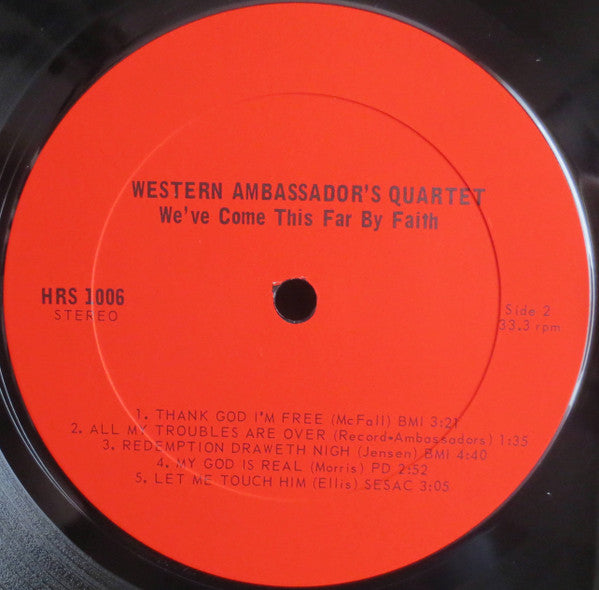 WESTERN AMBASSADOR'S QUARTET
We've Come This Far By Faith
HRS 1006
STEREO
Side 2
33.3 rpm
1. THANK GOD I'M FREE (McFall) BMI 3:21
2. ALL MY TROUBLES ARE OVER (Record-Ambassadors) 1:35
3. REDEMPTION DRAWETH NIGH (Jensen) BMI 4:40
4. MY GOD IS REAL (Morris) PD 2:52
5. LET ME TOUCH HIM (Ellis) SESAC 3:05